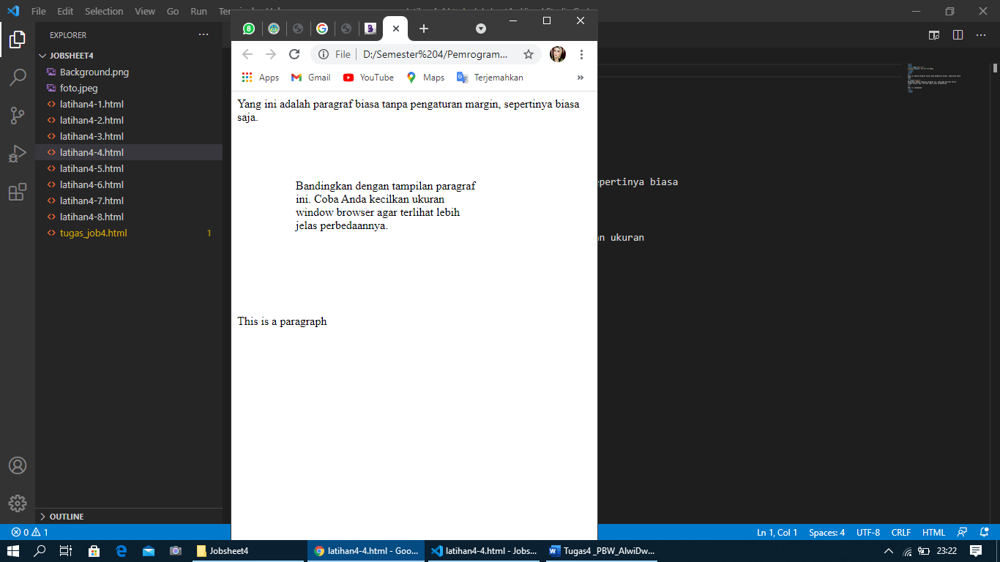 File Edit Selection View Go Run
EXPLORER
JOBSHEET4
Background.png
foto.jpeg
latihan4-1.html
latihan4-2.html
latihan4-3.html
latihan4-4.html
latihan4-5.html
latihan4-6.html
latihan4-7.html
latihan4-8.html
tugas_job4.html 1
OUTLINE
8
File D:/Semester%204/Pemrogram...
Apps Gmail YouTube Maps Terjemahkan »
Yang ini adalah paragraf biasa tanpa pengaturan margin, sepertinya biasa
saja.
Bandingkan dengan tampilan paragraf
ini. Coba Anda kecilkan ukuran
window browser agar terlihat lebih
jelas perbedaannya.
This is a paragraph
epertinya biasa
n ukuran
0 1 Ln 1, Col 1 Spaces: 4 UTF-8 CRLF HTML
Jobsheet4 latihan4-4.html - Goo... latihan4-4.html - Jobs... Tugas4 _PBW_AlwiDw... 23:22